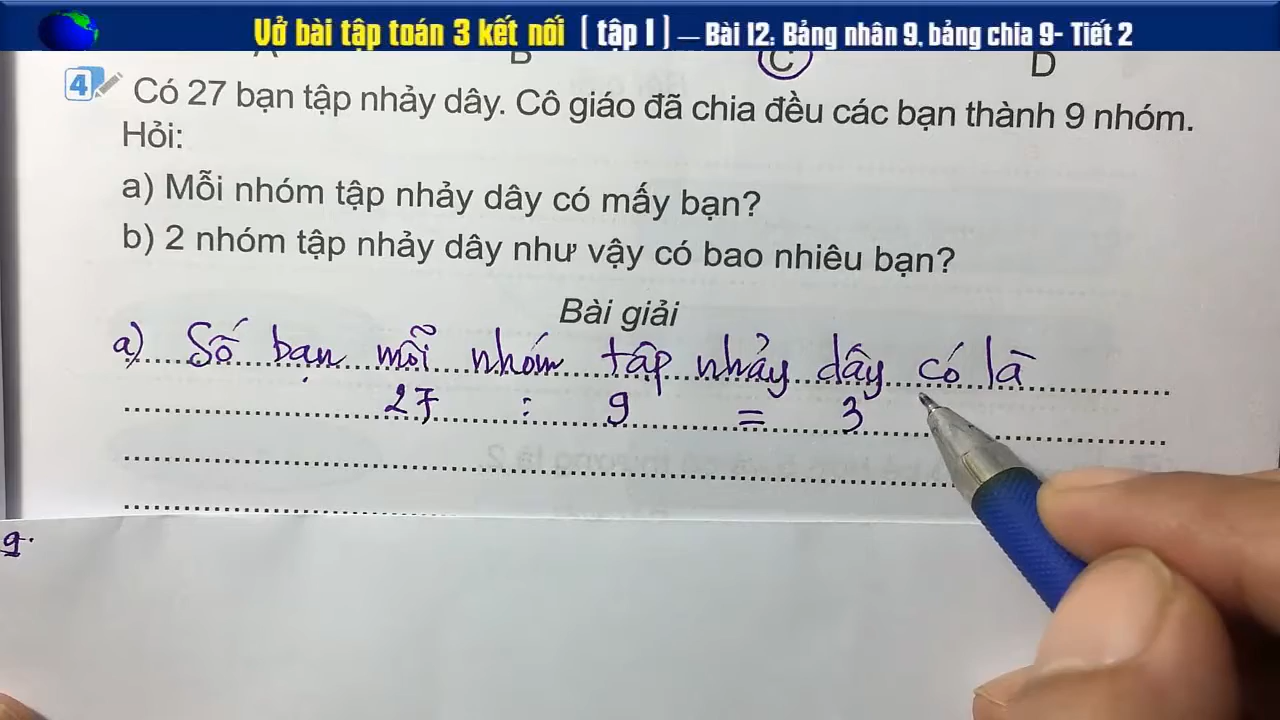 Vở bài tập toán 3 kết nối ( tập 1 ) – Bài 12: Bảng nhân 9, bảng chia 9- Tiết 2
A B C D
4 Có 27 bạn tập nhảy dây. Cô giáo đã chia đều các bạn thành 9 nhóm.
Hỏi:
a) Mỗi nhóm tập nhảy dây có mấy bạn?
b) 2 nhóm tập nhảy dây như vậy có bao nhiêu bạn?
Bài giải
a) Số bạn mỗi nhóm tập nhảy dây có là
27 : 9 = 3
9.